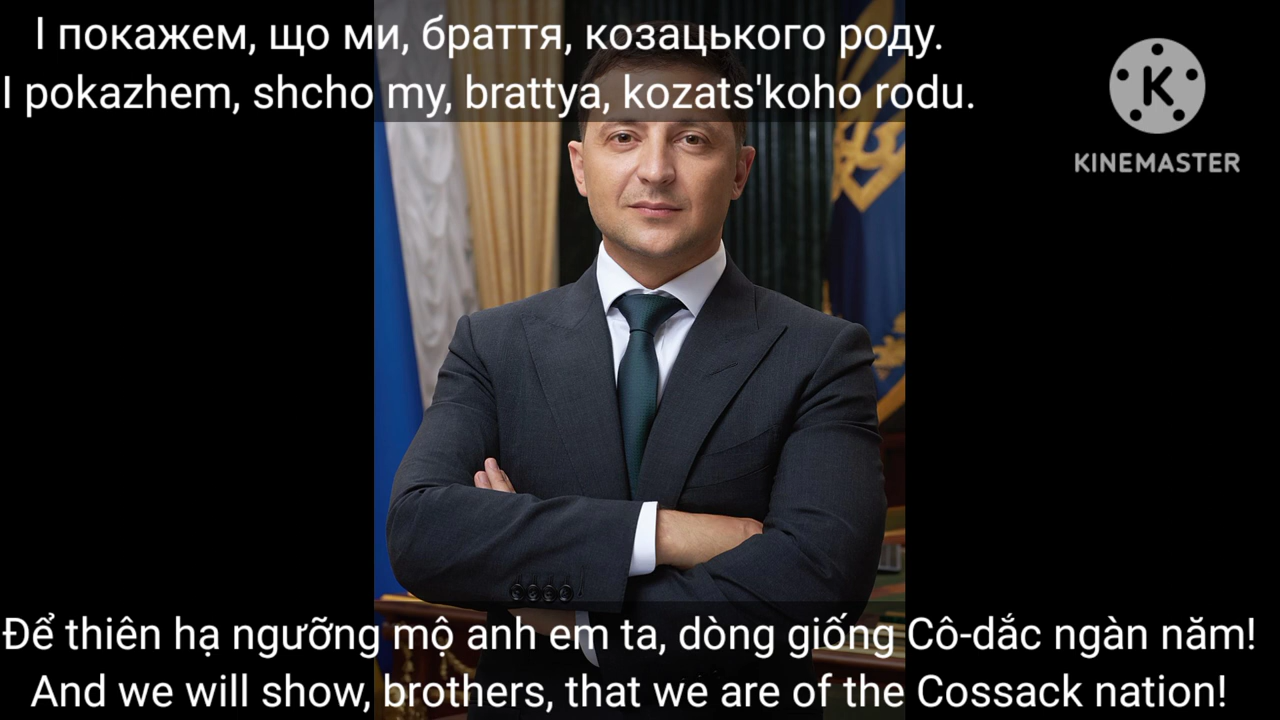 І покажем, що ми, браття, козацького роду.
I pokazhem, shcho my, brattya, kozats'koho rodu.
K
KINEMASTER
Để thiên hạ ngưỡng mộ anh em ta, dòng giống Cô-dắc ngàn năm!
And we will show, brothers, that we are of the Cossack nation!